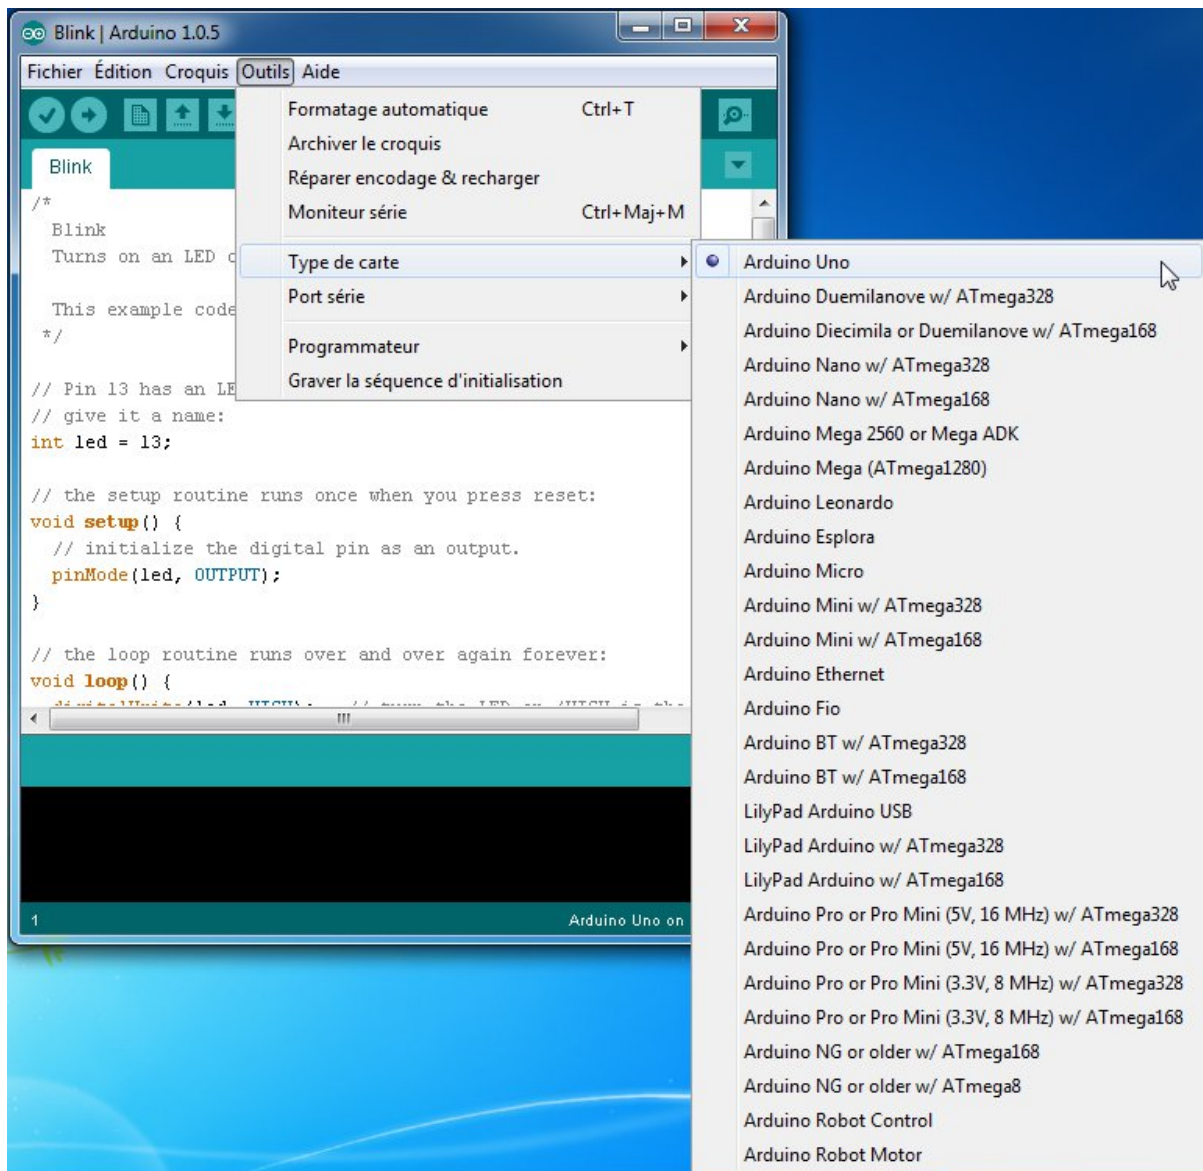 Blink | Arduino 1.0.5
Fichier Édition Croquis Outils Aide
Formatage automatique Ctrl+T
Archiver le croquis
Réparer encodage & recharger
Moniteur série Ctrl+Maj+M
Type de carte
Port série
Programmateur
Graver la séquence d'initialisation
Blink
/*
Blink
Turns on an LED
This example code
*/
// Pin 13 has an LE
// give it a name:
int led = 13;
// the setup routine runs once when you press reset:
void setup() {
// initialize the digital pin as an output.
pinMode(led, OUTPUT);
}
// the loop routine runs over and over again forever:
void loop() {
digitalWrite(led, HIGH); // turn the LED on (HIGH is the
1
Arduino Uno on
Arduino Uno
Arduino Duemilanove w/ ATmega328
Arduino Diecimila or Duemilanove w/ ATmega168
Arduino Nano w/ ATmega328
Arduino Nano w/ ATmega168
Arduino Mega 2560 or Mega ADK
Arduino Mega (ATmega1280)
Arduino Leonardo
Arduino Esplora
Arduino Micro
Arduino Mini w/ ATmega328
Arduino Mini w/ ATmega168
Arduino Ethernet
Arduino Fio
Arduino BT w/ ATmega328
Arduino BT w/ ATmega168
LilyPad Arduino USB
LilyPad Arduino w/ ATmega328
LilyPad Arduino w/ ATmega168
Arduino Pro or Pro Mini (5V, 16 MHz) w/ ATmega328
Arduino Pro or Pro Mini (5V, 16 MHz) w/ ATmega168
Arduino Pro or Pro Mini (3.3V, 8 MHz) w/ ATmega328
Arduino Pro or Pro Mini (3.3V, 8 MHz) w/ ATmega168
Arduino NG or older w/ ATmega168
Arduino NG or older w/ ATmega8
Arduino Robot Control
Arduino Robot Motor